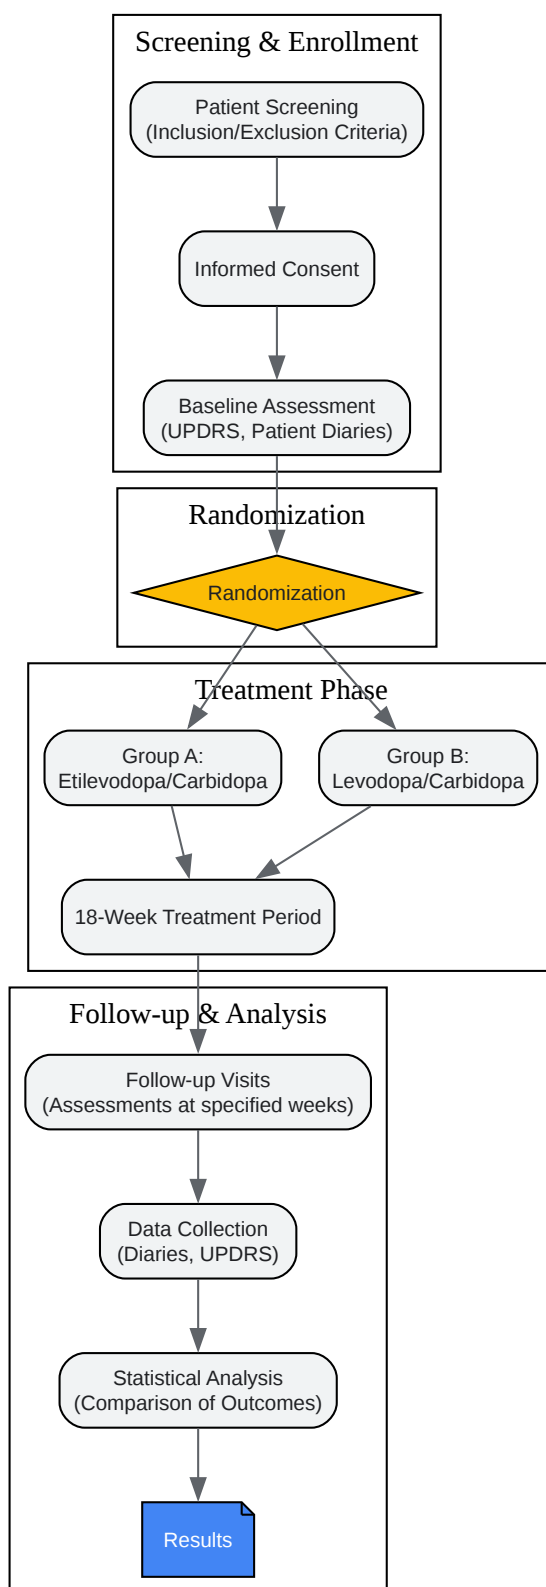 Screening & Enrollment
Patient Screening
(Inclusion/Exclusion Criteria)
Informed Consent
Baseline Assessment
(UPDRS, Patient Diaries)
Randomization
Randomization
Treatment Phase
Group A:
Etilevodopa/Carbidopa
Group B:
Levodopa/Carbidopa
18-Week Treatment Period
Follow-up & Analysis
Follow-up Visits
(Assessments at specified weeks)
Data Collection
(Diaries, UPDRS)
Statistical Analysis
(Comparison of Outcomes)
Results